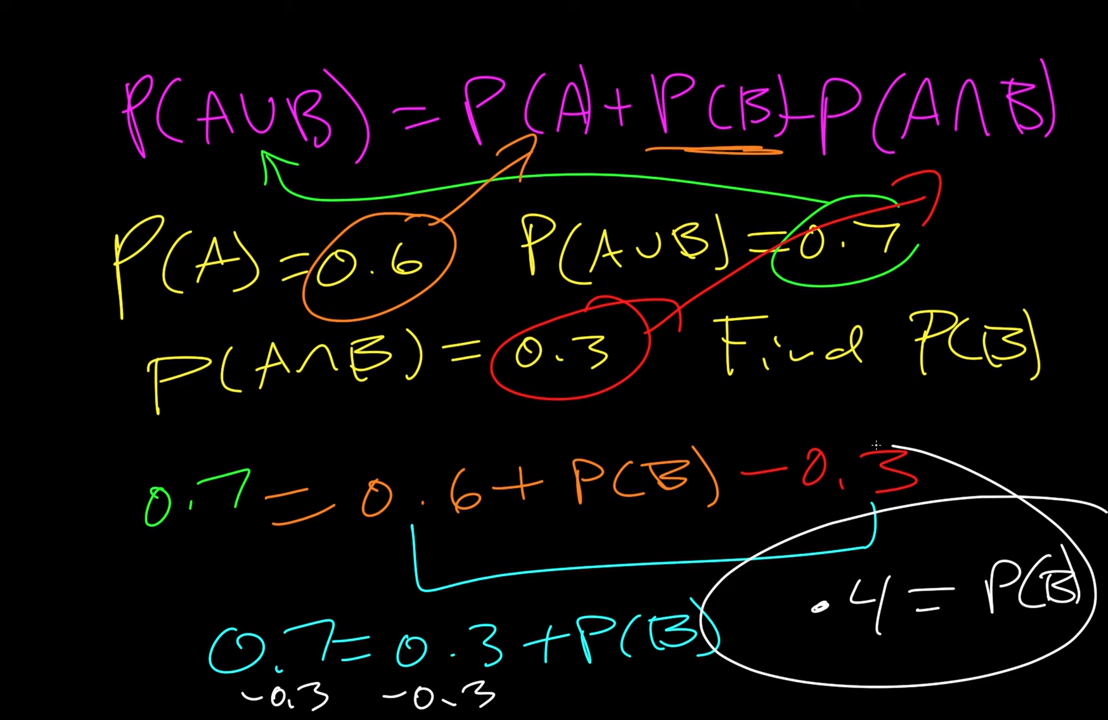 P(A∪B) = P(A) + P(B) - P(A∩B)
P(A) = 0.6 P(A∪B) = 0.7
P(A∩B) = 0.3 Find P(B)
0.7 = 0.6 + P(B) - 0.3
.4 = P(B)
0.7 = 0.3 + P(B)
-0.3 -0.3